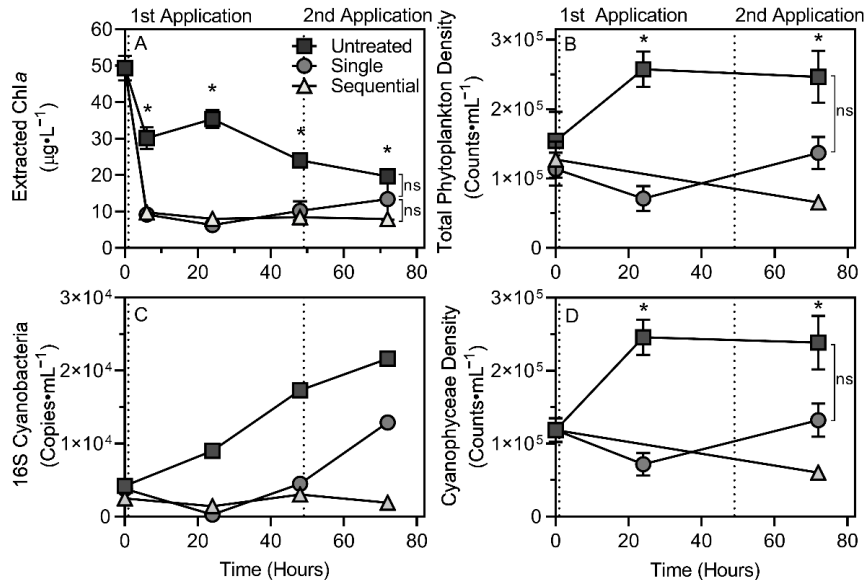 1st Application 2nd Application
A
Untreated
Single
Sequential
60
50
40
30
20
10
0
Extracted Chla
(µg•L⁻¹)
* * * *
ns
ns
0 20 40 60 80
1st Application 2nd Application
B
3×10⁵
2×10⁵
1×10⁵
0
Total Phytoplankton Density
(Counts•mL⁻¹)
* *
ns
0 20 40 60 80
C
3×10⁴
2×10⁴
1×10⁴
0
16S Cyanobacteria
(Copies•mL⁻¹)
0 20 40 60 80
Time (Hours)
D
3×10⁵
2×10⁵
1×10⁵
0
Cyanophyceae Density
(Counts•mL⁻¹)
* *
ns
0 20 40 60 80
Time (Hours)